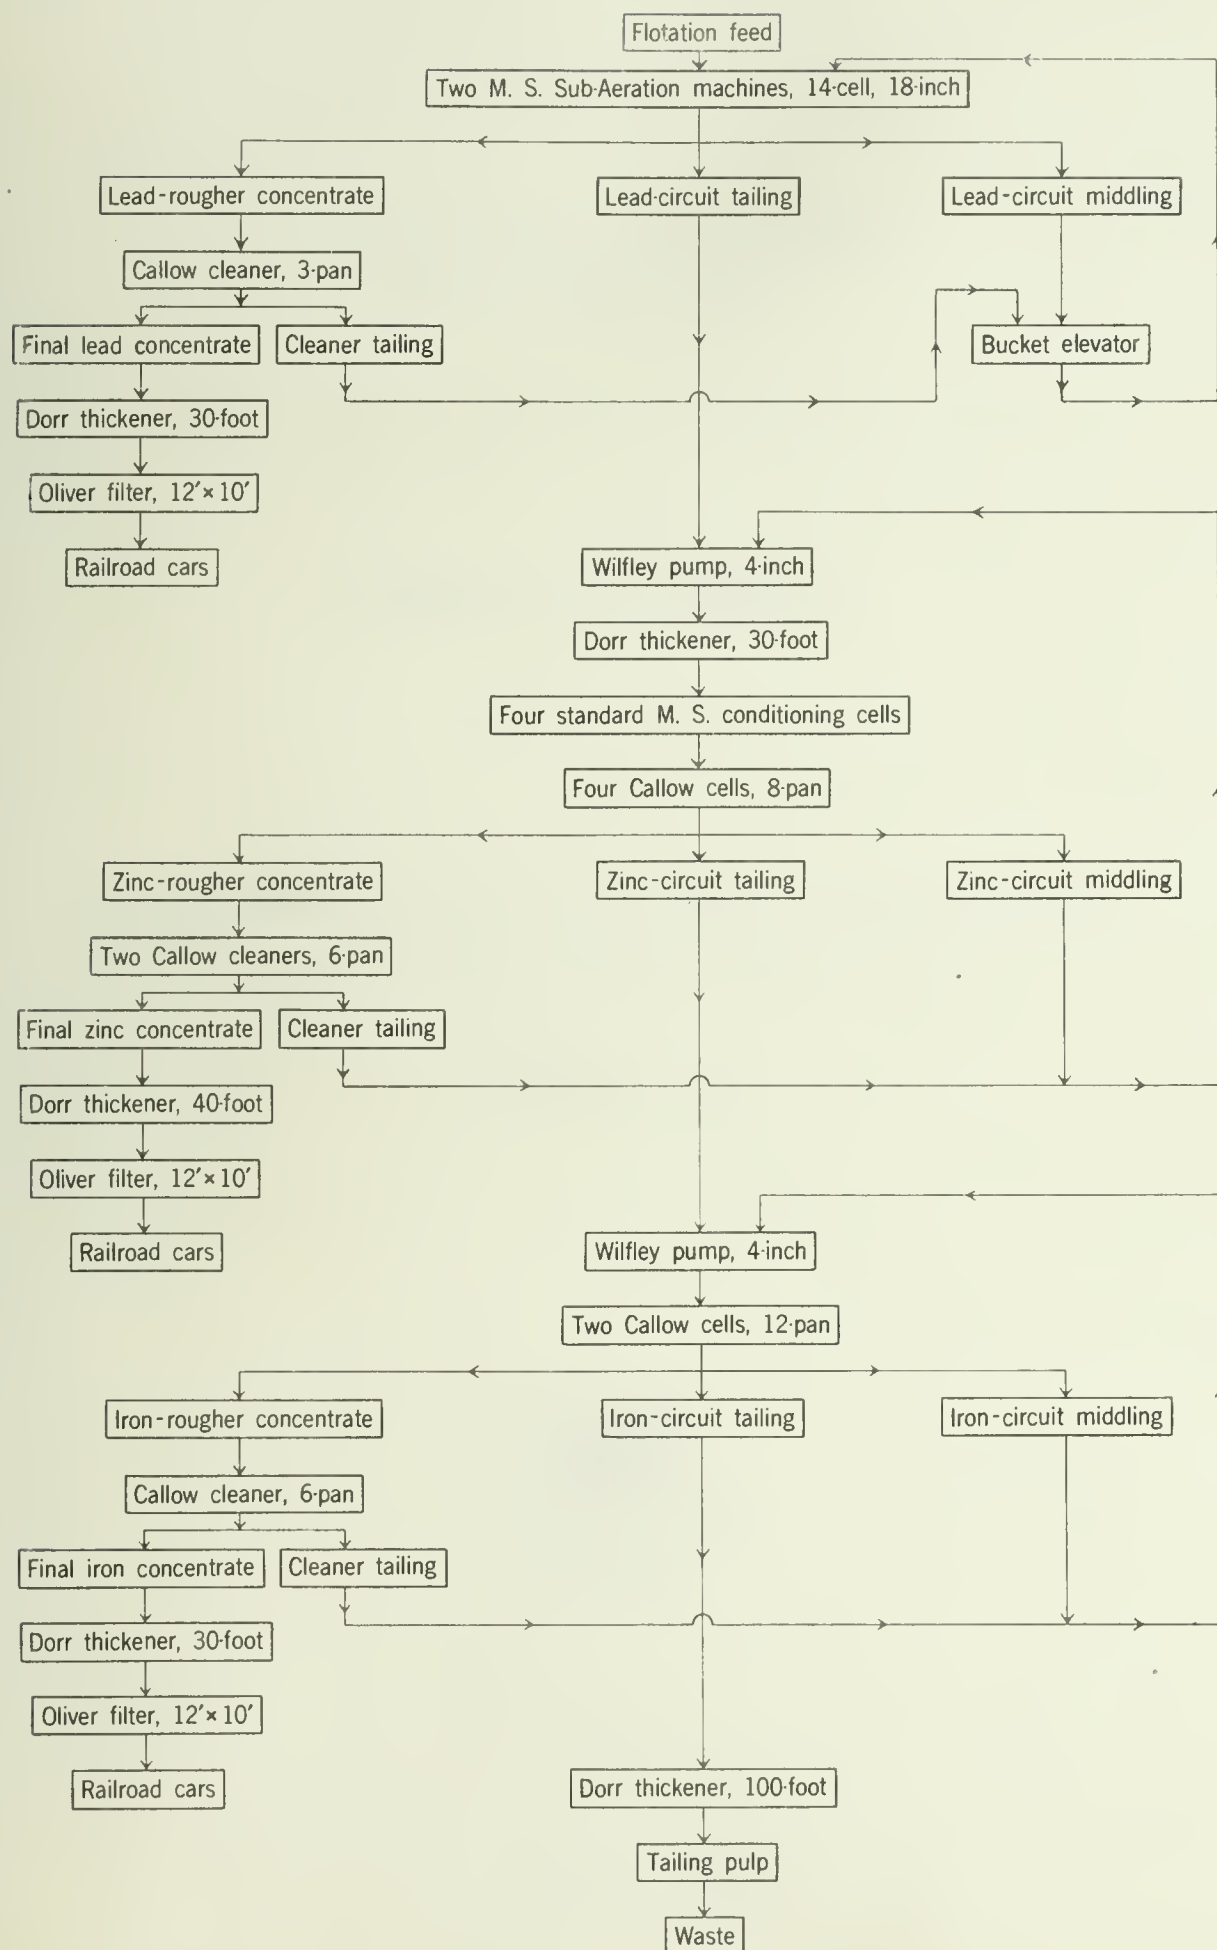 Flotation feed
Two M. S. Sub-Aeration machines, 14-cell, 18-inch
Lead-rougher concentrate
Lead-circuit tailing
Lead-circuit middling
Callow cleaner, 3-pan
Final lead concentrate
Cleaner tailing
Bucket elevator
Dorr thickener, 30-foot
Oliver filter, 12'×10'
Railroad cars
Wilfley pump, 4-inch
Dorr thickener, 30-foot
Four standard M. S. conditioning cells
Four Callow cells, 8-pan
Zinc-rougher concentrate
Zinc-circuit tailing
Zinc-circuit middling
Two Callow cleaners, 6-pan
Final zinc concentrate
Cleaner tailing
Dorr thickener, 40-foot
Oliver filter, 12'×10'
Railroad cars
Wilfley pump, 4-inch
Two Callow cells, 12-pan
Iron-rougher concentrate
Iron-circuit tailing
Iron-circuit middling
Callow cleaner, 6-pan
Final iron concentrate
Cleaner tailing
Dorr thickener, 30-foot
Oliver filter, 12'×10'
Railroad cars
Dorr thickener, 100-foot
Tailing pulp
Waste